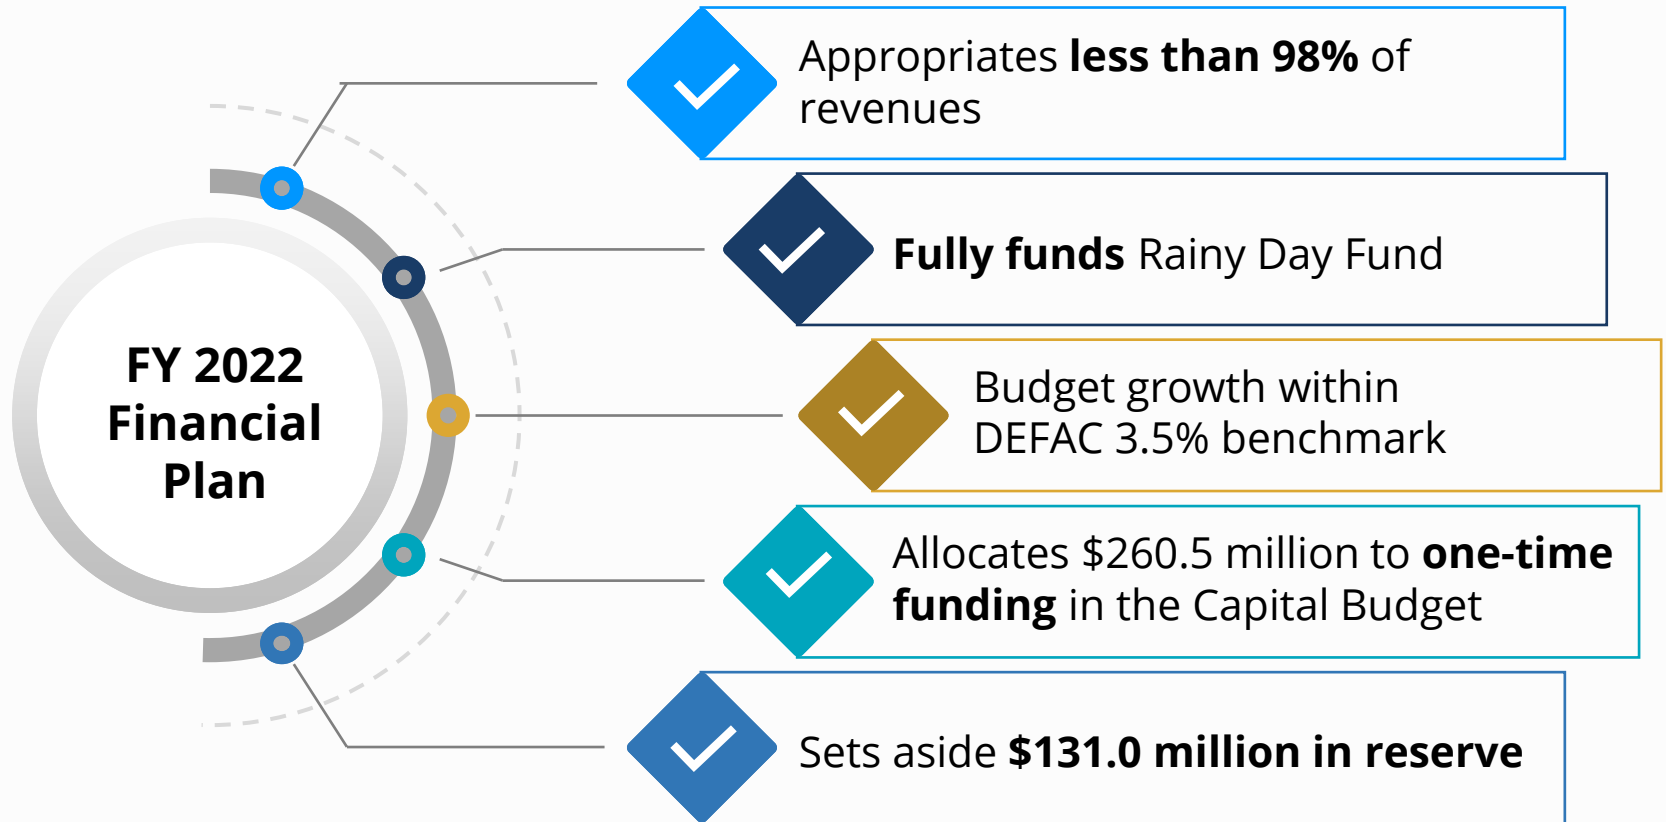 FY 2022
Financial
Plan
Appropriates less than 98% of
revenues
Fully funds Rainy Day Fund
Budget growth within
DEFAC 3.5% benchmark
Allocates $260.5 million to one-time
funding in the Capital Budget
Sets aside $131.0 million in reserve